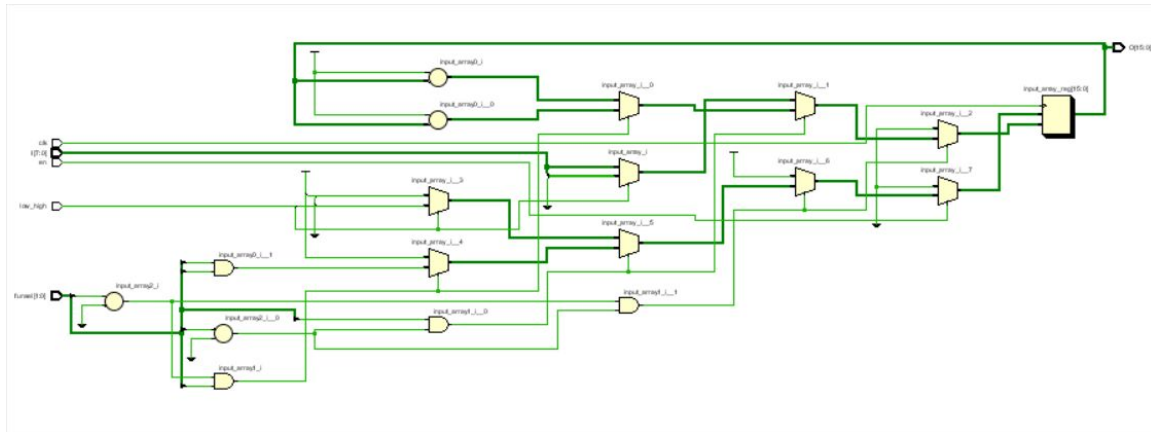 O[15:0]
input_array0_i
input_array_i__0
input_array_i__1
input_array_reg[15:0]
input_array0_i__0
input_array_i__2
clk
I[7:0]
en
input_array_i
input_array_i__6
input_array_i__3
input_array_i__7
low_high
input_array_i__5
input_array_i__4
input_array0_i__1
funsel[1:0]
input_array2_i
input_array1_i__1
input_array1_i__0
input_array2_i__0
input_array1_i